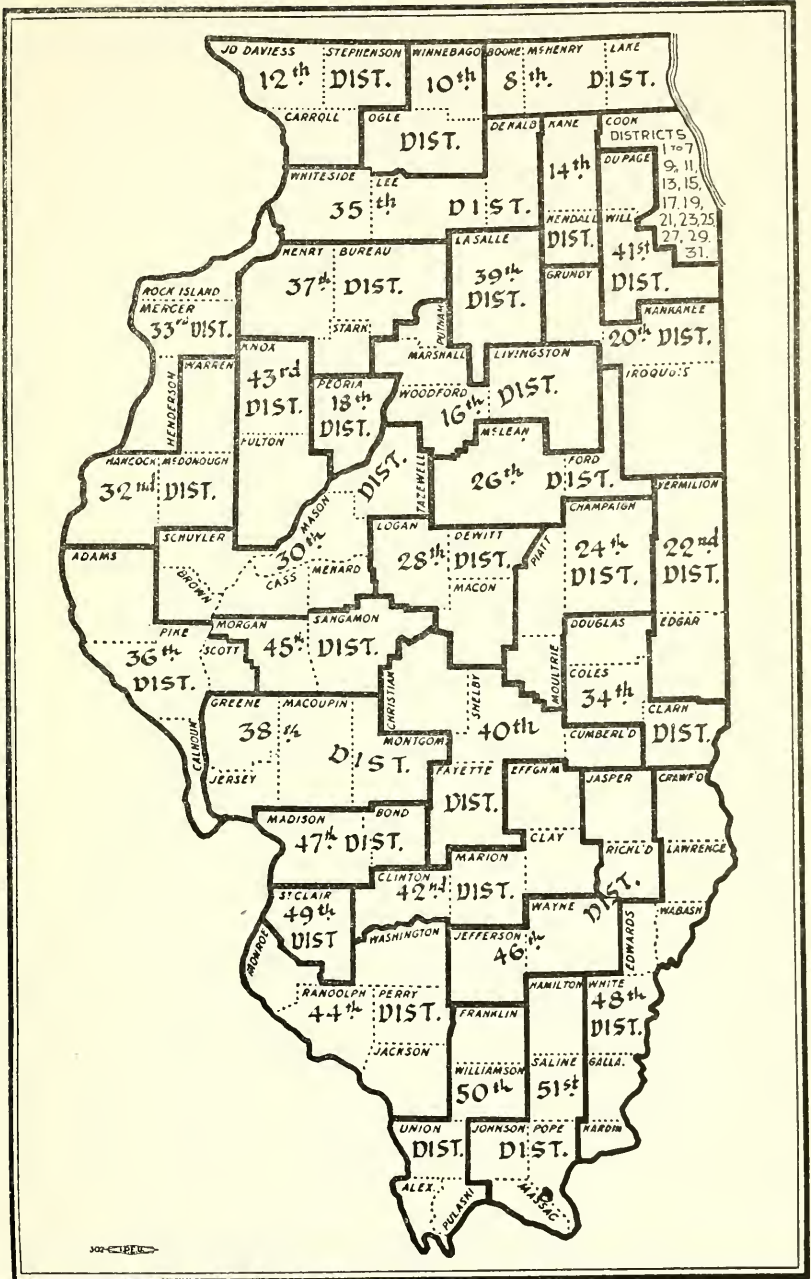 JO DAVIESS STEPHENSON WINNEBAGO BOONE McHENRY LAKE
12th DIST. 10th 8th. DIST.
CARROLL OGLE DEKALB KANE COOK
DISTRICTS
1 TO 7
9, 11,
13, 15,
17, 19,
21, 23, 25,
27, 29,
31.
DIST.
DU PAGE
WHITESIDE LEE
14th
35th DIST.
KENDALL WILL
DIST.
41st
DIST.
HENRY BUREAU LASALLE
37th DIST. 39th
DIST.
GRUNDY
ROCK ISLAND
MERCER
33rd DIST.
STARK PUTNAM
KANKAKEE
20th DIST.
KNOX
MARSHALL LIVINGSTON
WARREN
43rd
DIST.
PEORIA
18th
DIST.
WOODFORD
16th DIST.
IROQUOIS
HENDERSON
FULTON
McLEAN
HANCOCK McDONOUGH
32nd DIST.
DIST.
TAZEWELL
26th DIST.
FORD
VERMILION
MASON
CHAMPAIGN
SCHUYLER
30th
LOGAN DEWITT
28th DIST.
PIATT
24th
DIST.
22nd
DIST.
ADAMS
BROWN CASS MENARD
MACON
PIKE
MORGAN SANGAMON
DOUGLAS EDGAR
36th
DIST.
SCOTT
45th DIST.
COLES
34th
MOULTRIE
CHRISTIAN SHELBY
GREENE MACOUPIN
40th
CLARK
DIST.
38th
DIST.
MONTGOM
CUMBERL'D
CALHOUN
JERSEY
FAYETTE
DIST.
EFFGNM JASPER CRAWF'D
MADISON BOND
47th DIST.
CLAY
RICHL'D LAWRENCE
MARION
CLINTON
42nd DIST.
DIST.
ST. CLAIR
49th
DIST
WAYNE
WABASH
EDWARDS
MONROE
WASHINGTON
JEFFERSON
46th
RANDOLPH PERRY
44th DIST.
HAMILTON WHITE
48th
DIST.
FRANKLIN
JACKSON
WILLIAMSON
50th
SALINE
51st
GALLA.
UNION
DIST.
JOHNSON POPE
DIST.
HARDIN
ALEX.
PULASKI
MASSAC
302